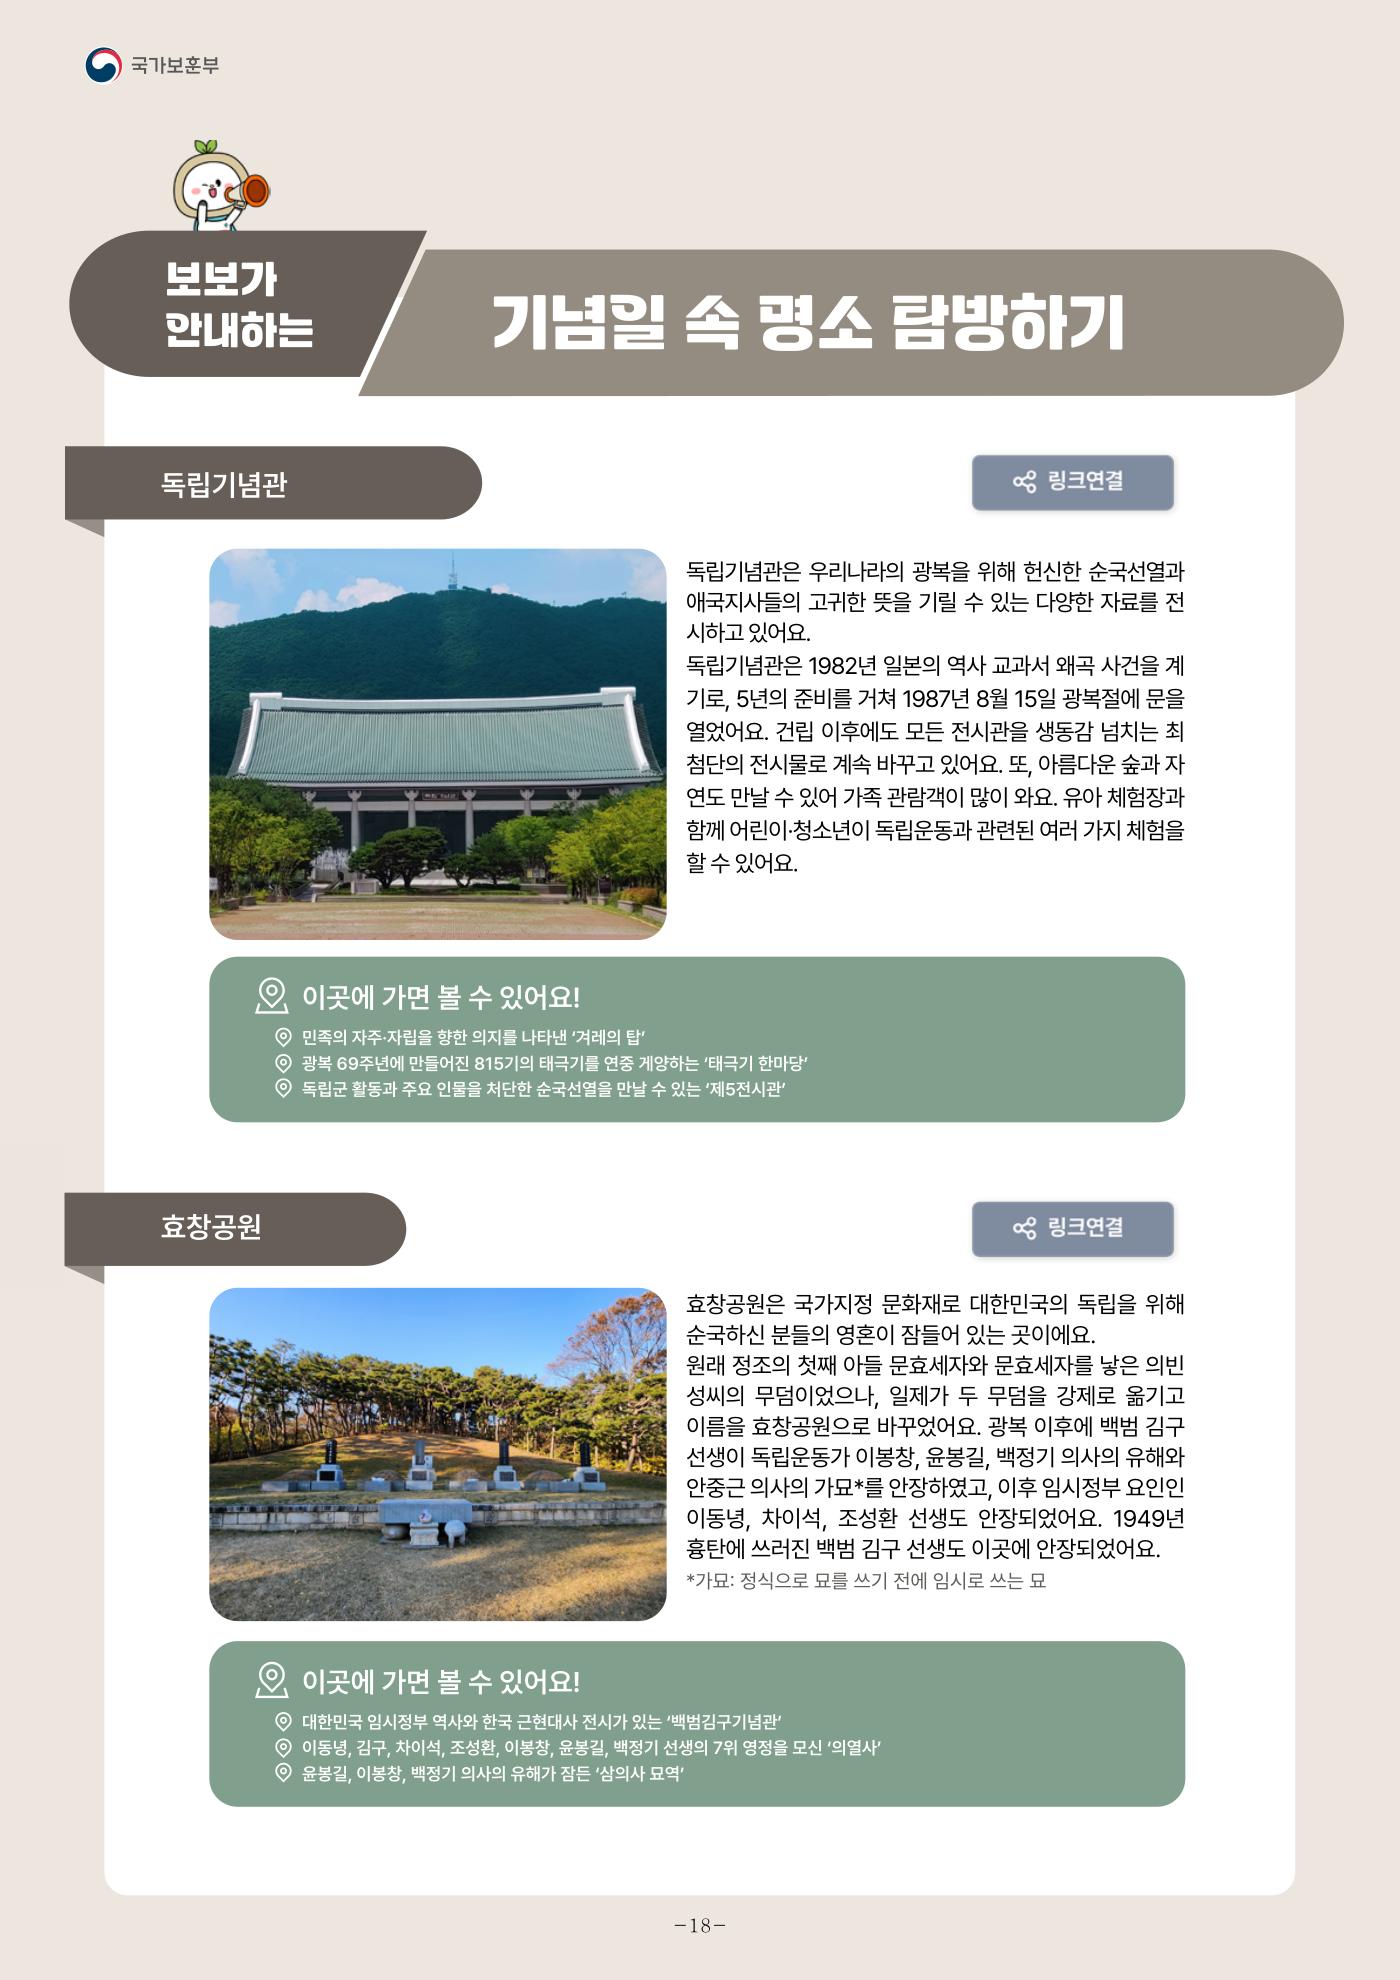 국가보훈부
보보가
안내하는
기념일 속 명소 탐방하기
독립기념관
링크연결
독립기념관은 우리나라의 광복을 위해 헌신한 순국선열과
애국지사들의 고귀한 뜻을 기릴 수 있는 다양한 자료를 전
시하고 있어요.
독립기념관은 1982년 일본의 역사 교과서 왜곡 사건을 계
기로, 5년의 준비를 거쳐 1987년 8월 15일 광복절에 문을
열었어요. 건립 이후에도 모든 전시관을 생동감 넘치는 최
첨단의 전시물로 계속 바꾸고 있어요. 또, 아름다운 숲과 자
연도 만날 수 있어 가족 관람객이 많이 와요. 유아 체험장과
함께 어린이·청소년이 독립운동과 관련된 여러 가지 체험을
할 수 있어요.
이곳에 가면 볼 수 있어요!
민족의 자주·자립을 향한 의지를 나타낸 ‘겨레의 탑’
광복 69주년에 만들어진 815기의 태극기를 연중 게양하는 ‘태극기 한마당’
독립군 활동과 주요 인물을 처단한 순국선열을 만날 수 있는 ‘제5전시관’
효창공원
링크연결
효창공원은 국가지정 문화재로 대한민국의 독립을 위해
순국하신 분들의 영혼이 잠들어 있는 곳이에요.
원래 정조의 첫째 아들 문효세자와 문효세자를 낳은 의빈
성씨의 무덤이었으나, 일제가 두 무덤을 강제로 옮기고
이름을 효창공원으로 바꾸었어요. 광복 이후에 백범 김구
선생이 독립운동가 이봉창, 윤봉길, 백정기 의사의 유해와
안중근 의사의 가묘*를 안장하였고, 이후 임시정부 요인인
이동녕, 차이석, 조성환 선생도 안장되었어요. 1949년
흉탄에 쓰러진 백범 김구 선생도 이곳에 안장되었어요.
*가묘: 정식으로 묘를 쓰기 전에 임시로 쓰는 묘
이곳에 가면 볼 수 있어요!
대한민국 임시정부 역사와 한국 근현대사 전시가 있는 ‘백범김구기념관’
이동녕, 김구, 차이석, 조성환, 이봉창, 윤봉길, 백정기 선생의 7위 영정을 모신 ‘의열사’
윤봉길, 이봉창, 백정기 의사의 유해가 잠든 ‘삼의사 묘역’
-18-